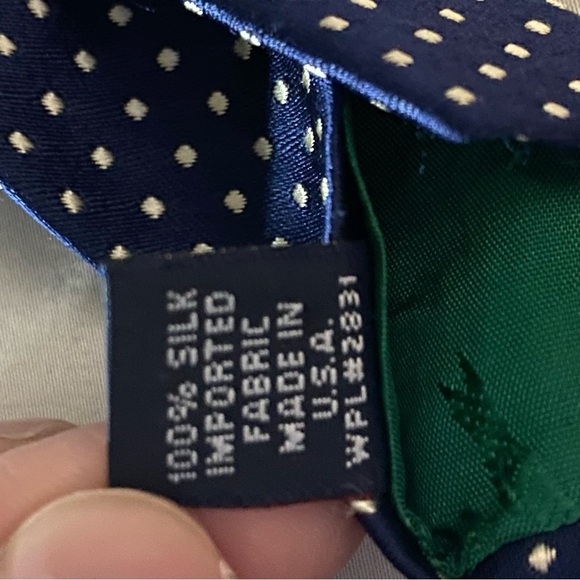 100% SILK
IMPORTED
FABRIC
MADE IN
U.S.A.
WPL#2831